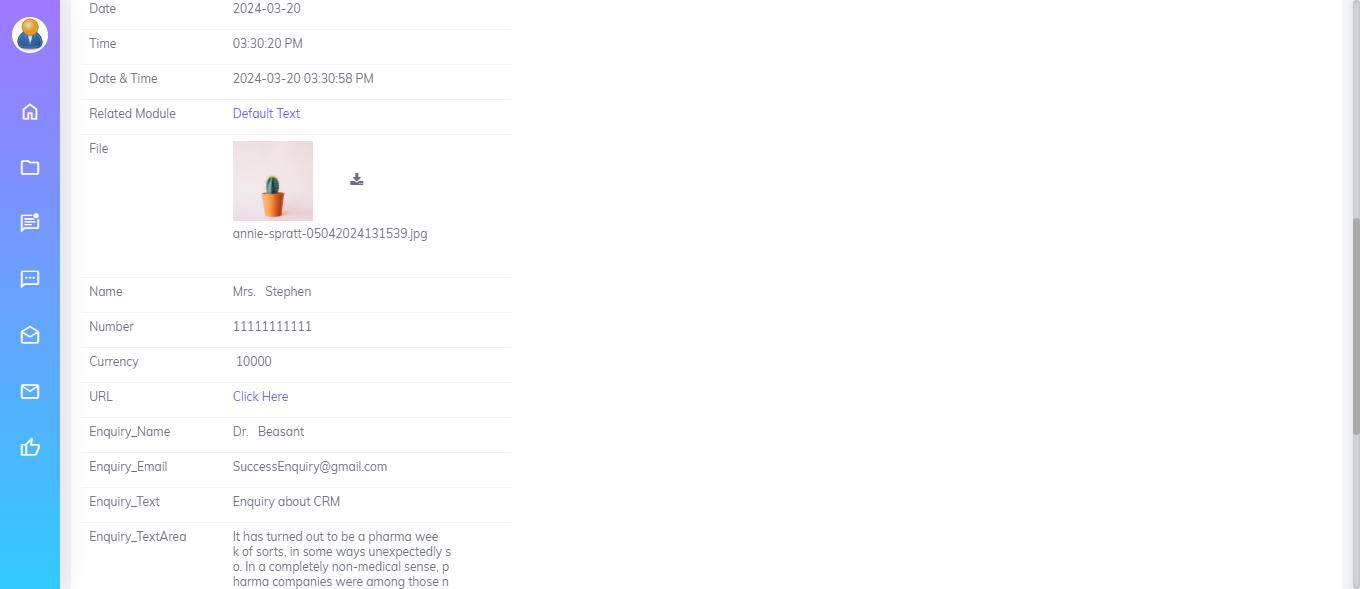 Date 2024-03-20
Time 03:30:20 PM
Date & Time 2024-03-20 03:30:58 PM
Related Module Default Text
File
annie-spratt-05042024131539.jpg
Name Mrs. Stephen
Number 11111111111
Currency 10000
URL Click Here
Enquiry_Name Dr. Beasant
Enquiry_Email SuccessEnquiry@gmail.com
Enquiry_Text Enquiry about CRM
Enquiry_TextArea It has turned out to be a pharma wee
k of sorts, in some ways unexpectedly s
o. In a completely non-medical sense, p
harma companies were among those n